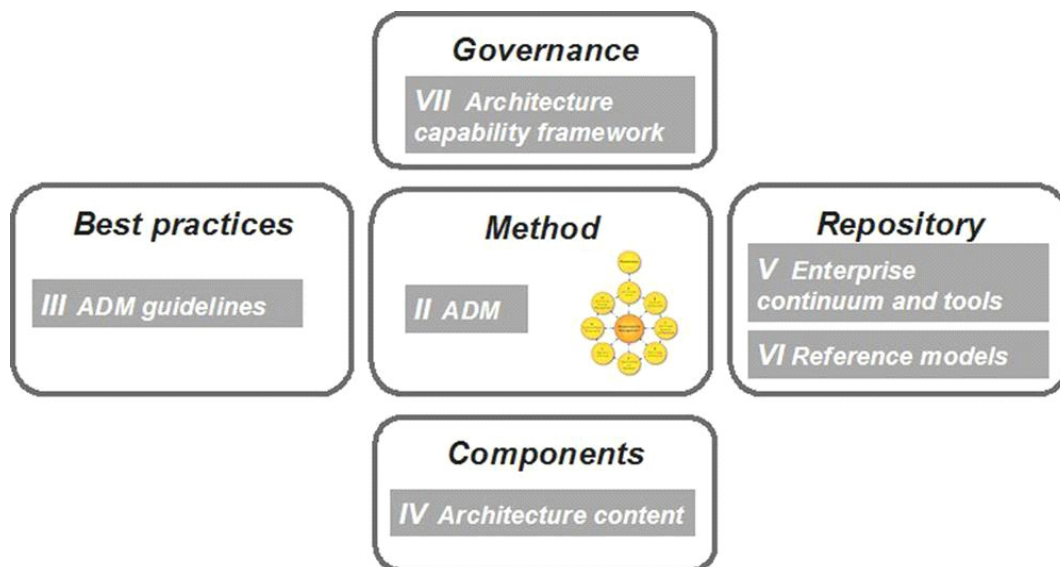 Governance
VII Architecture
capability framework
Best practices
III ADM guidelines
Method
II ADM
Repository
V Enterprise
continuum and tools
VI Reference models
Components
IV Architecture content